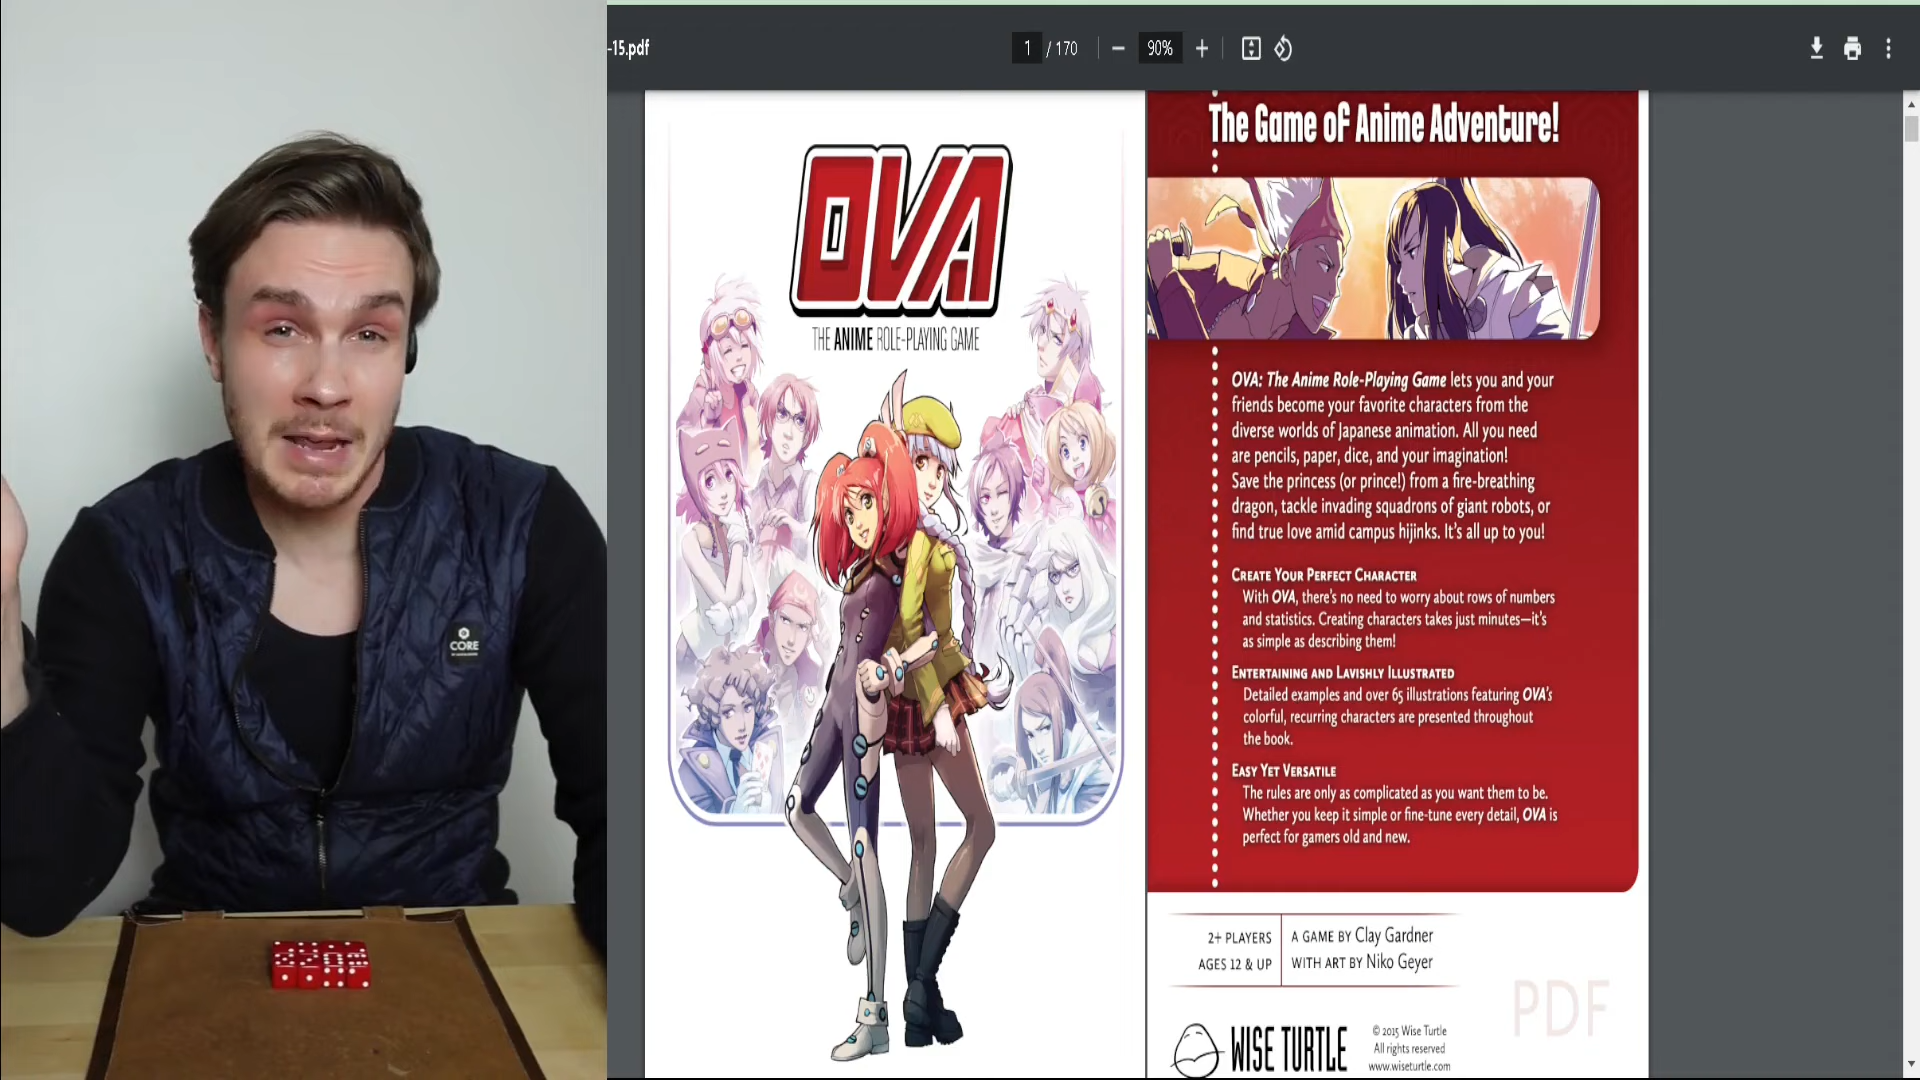 -15.pdf
1 / 170
90%
OVA
THE ANIME ROLE-PLAYING GAME
The Game of Anime Adventure!
OVA: The Anime Role-Playing Game lets you and your
friends become your favorite characters from the
diverse worlds of Japanese animation. All you need
are pencils, paper, dice, and your imagination!
Save the princess (or prince!) from a fire-breathing
dragon, tackle invading squadrons of giant robots, or
find true love amid campus hijinks. It's all up to you!
CREATE YOUR PERFECT CHARACTER
With OVA, there's no need to worry about rows of numbers
and statistics. Creating characters takes just minutes—it's
as simple as describing them!
ENTERTAINING AND LAVISHLY ILLUSTRATED
Detailed examples and over 65 illustrations featuring OVA's
colorful, recurring characters are presented throughout
the book.
EASY YET VERSATILE
The rules are only as complicated as you want them to be.
Whether you keep it simple or fine-tune every detail, OVA is
perfect for gamers old and new.
2+ PLAYERS
AGES 12 & UP
A GAME BY Clay Gardner
WITH ART BY Niko Geyer
PDF
WISE TURTLE
© 2015 Wise Turtle
All rights reserved
www.wiseturtle.com
CORE